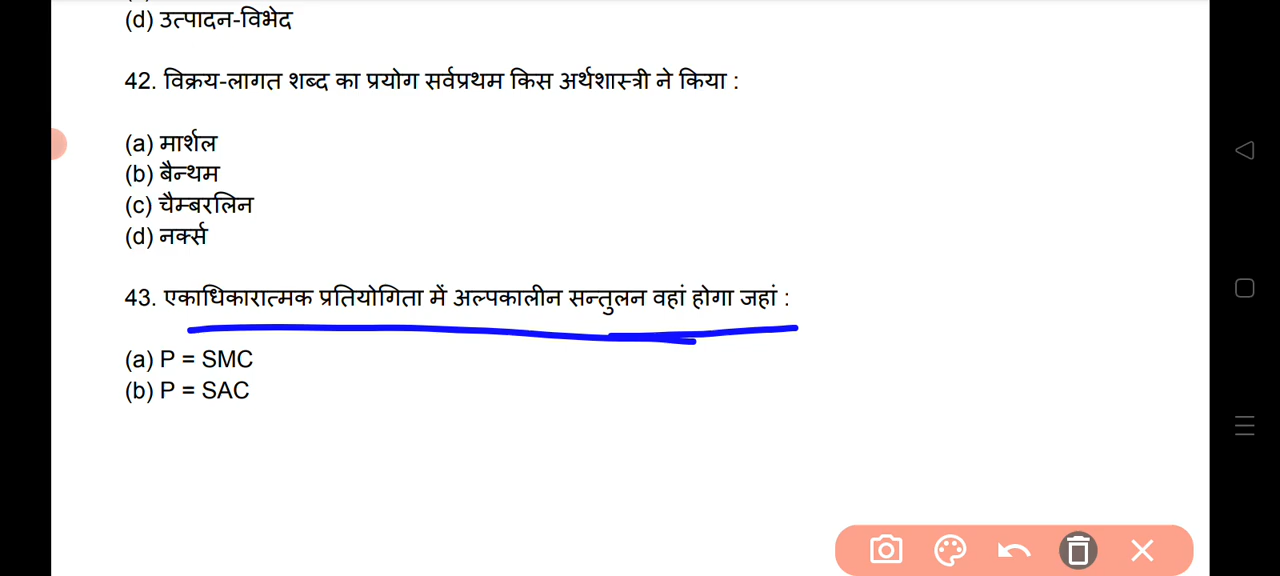 (d) उत्पादन-विभेद
42. विक्रय-लागत शब्द का प्रयोग सर्वप्रथम किस अर्थशास्त्री ने किया :
(a) मार्शल
(b) बैन्थम
(c) चैम्बरलिन
(d) नर्क्स
43. एकाधिकारात्मक प्रतियोगिता में अल्पकालीन सन्तुलन वहां होगा जहां :
(a) P = SMC
(b) P = SAC